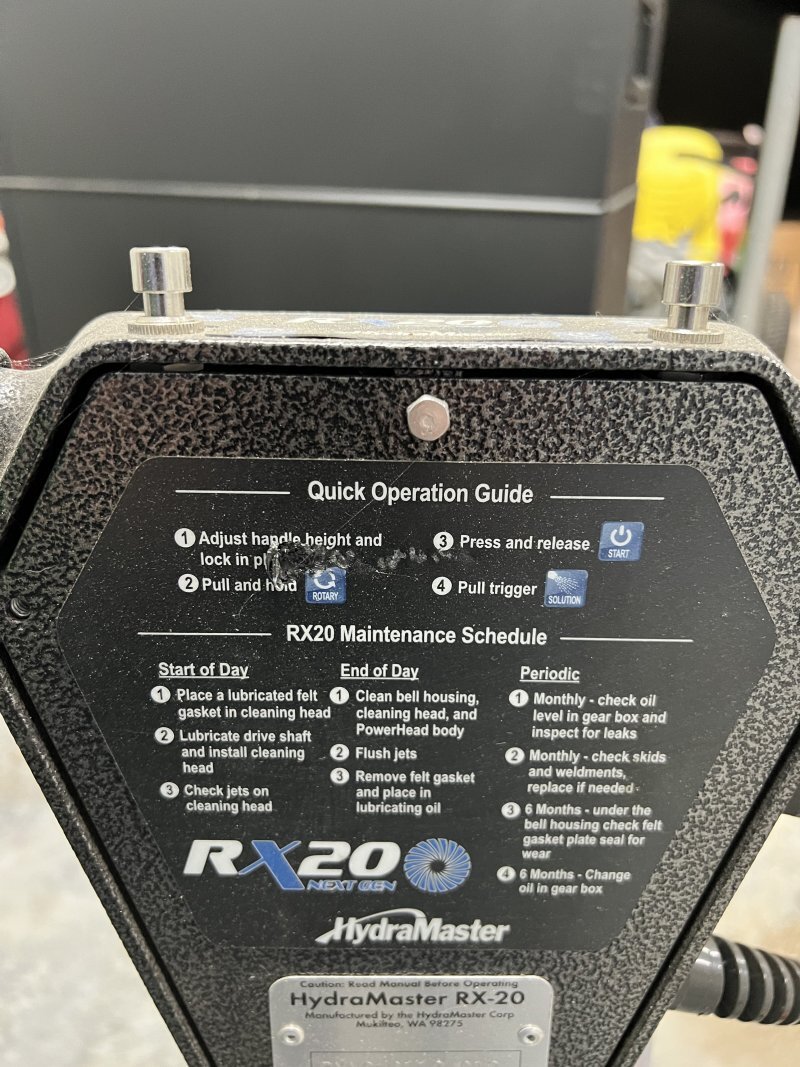 Quick Operation Guide
1 Adjust handle height and
lock in
2 Pull and hold ROTARY
3 Press and release START
4 Pull trigger SOLUTION
RX20 Maintenance Schedule
Start of Day
1 Place a lubricated felt
gasket in cleaning head
2 Lubricate drive shaft
and install cleaning
head
3 Check jets on
cleaning head
End of Day
1 Clean bell housing,
cleaning head, and
PowerHead body
2 Flush jets
3 Remove felt gasket
and place in
lubricating oil
Periodic
1 Monthly - check oil
level in gear box and
inspect for leaks
2 Monthly - check skids
and weldments,
replace if needed
3 6 Months - under the
bell housing check felt
gasket plate seal for
wear
4 6 Months - Change
oil in gear box
RX20
NEXT GEN
HydraMaster
Caution: Read Manual Before Operating
HydraMaster RX-20
Manufactured by the HydraMaster Corp
Mukilteo, WA 98275